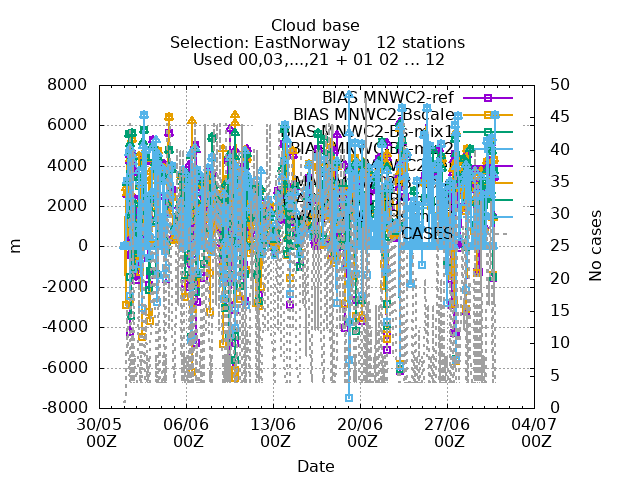 Cloud base
Selection: EastNorway 12 stations
Used 00,03,...,21 + 01 02 ... 12
8000
6000
4000
2000
0
-2000
-4000
-6000
-8000
m
50
45
40
35
30
25
20
15
10
5
0
No cases
BIAS MNWC2-ref
BIAS MNWC2-Bscale
CASES
30/05
00Z
06/06
00Z
13/06
00Z
20/06
00Z
27/06
00Z
04/07
00Z
Date